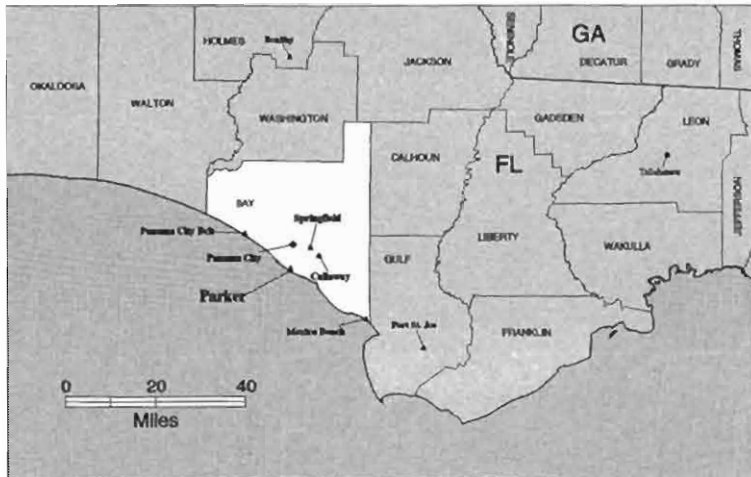 Bonifay
HOLMES
SEMINOLE
GA
THOMAS
JACKSON
DECATUR
GRADY
OKALOOSA
WALTON
WASHINGTON
GADSDEN
LEON
CALHOUN
FL
Tallahassee
JEFFERSON
BAY
Springfield
Panama City Bch
LIBERTY
WAKULLA
Panama City
GULF
Callaway
Parker
Mexico Beach
Port St. Joe
FRANKLIN
0 20 40
Miles